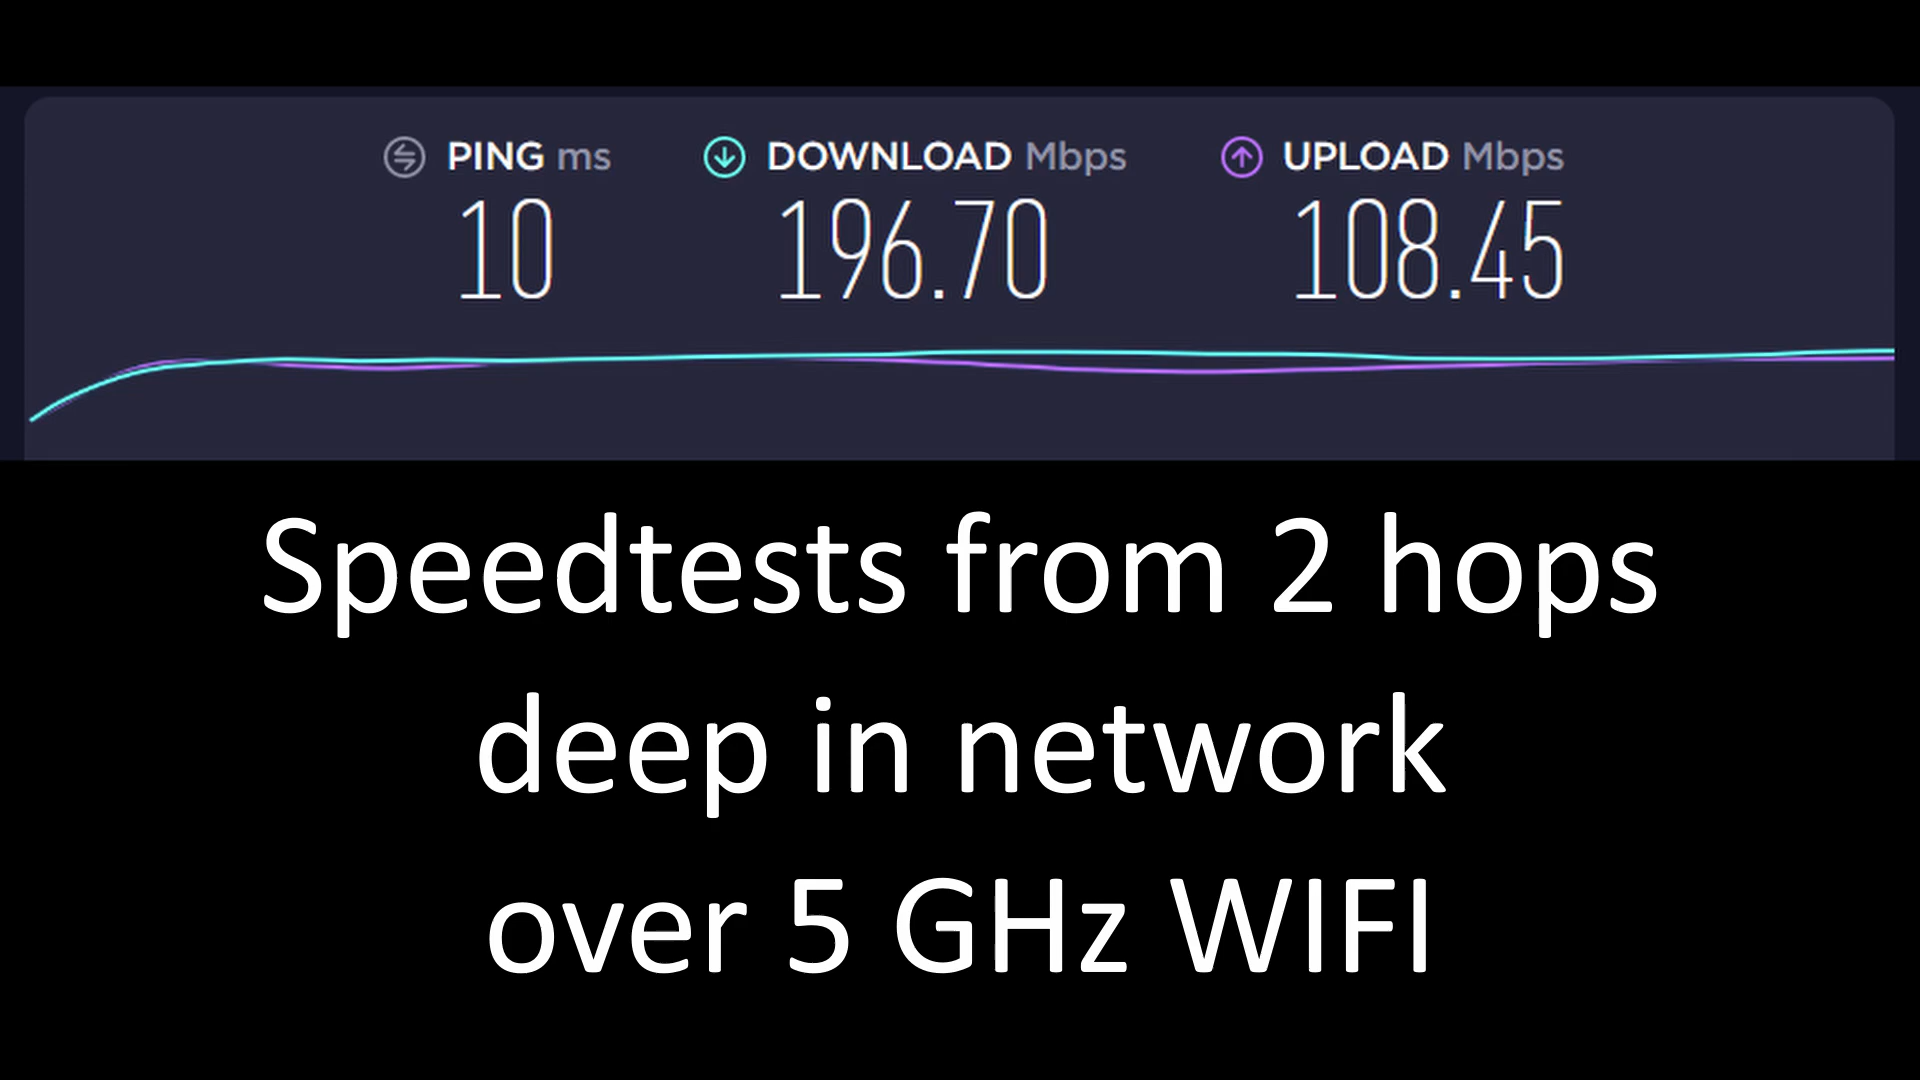 PING ms DOWNLOAD Mbps UPLOAD Mbps
10 196.70 108.45
Speedtests from 2 hops
deep in network
over 5 GHz WIFI